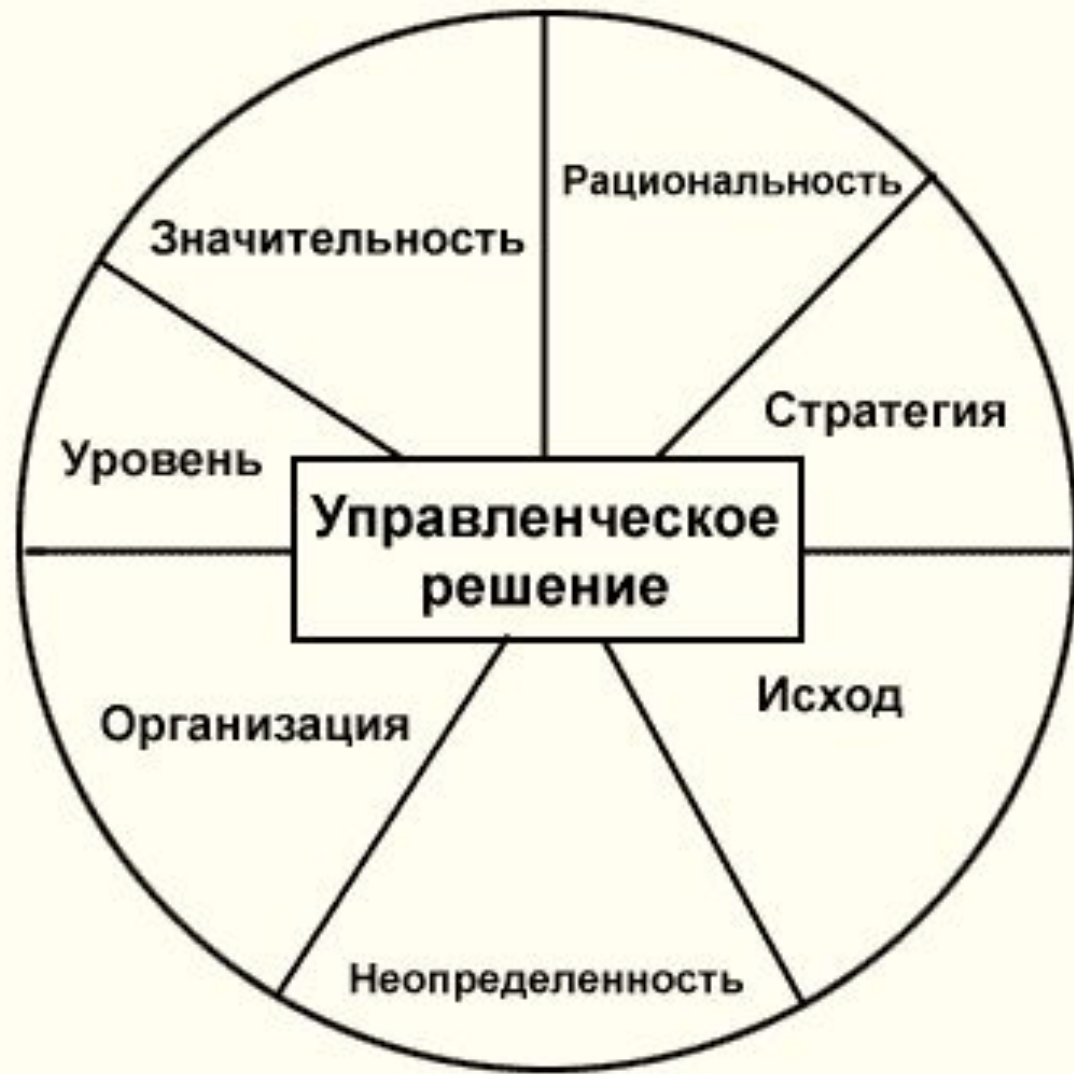 Рациональность
Значительность
Стратегия
Уровень
Управленческое
решение
Исход
Организация
Неопределенность